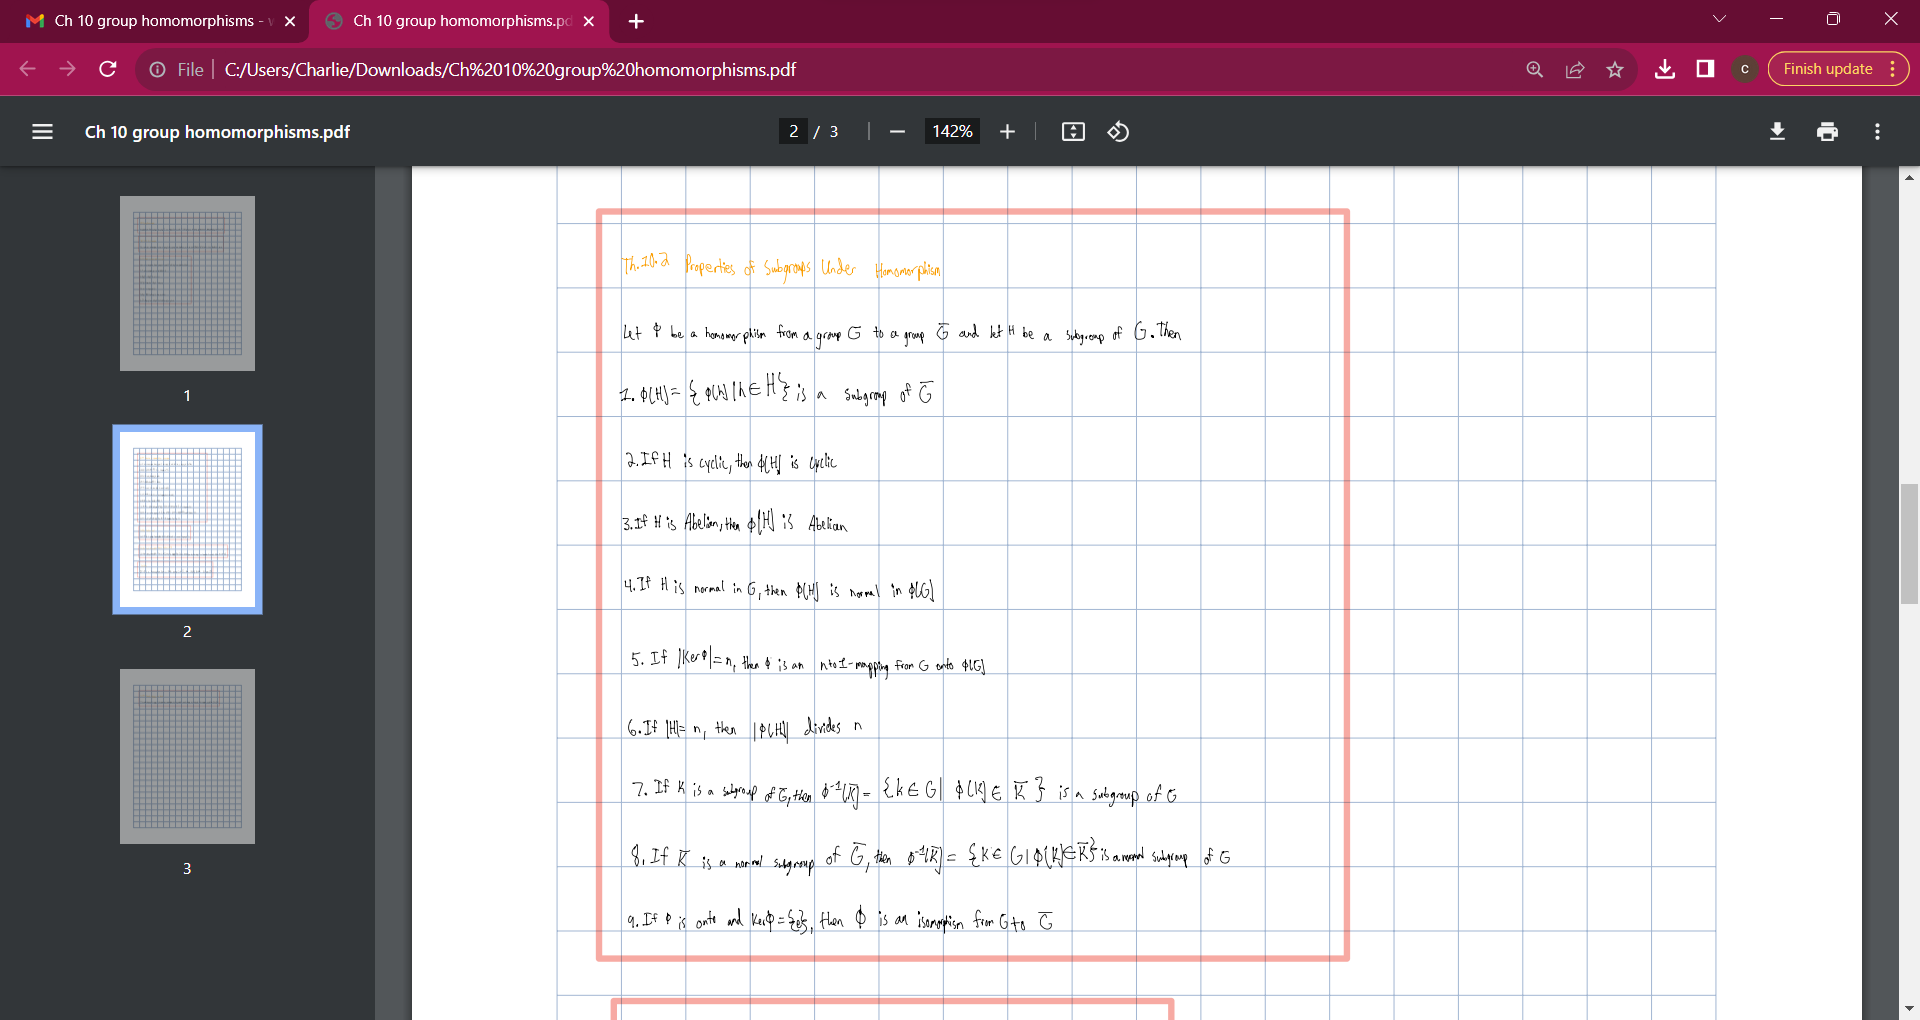 Ch 10 group homomorphisms -
Ch 10 group homomorphisms.pd
File
C:/Users/Charlie/Downloads/Ch%2010%20group%20homomorphisms.pdf
C
Finish update
Ch 10 group homomorphisms.pdf
2 / 3
142%
1
2
3
Th.10.2 Properties of Subgroups Under Homomorphism
Let Φ be a homomorphism from a group G to a group G̅ and let H be a subgroup of G. Then
1. Φ(H)= {Φ(h)|h∈H} is a subgroup of G̅
2. If H is cyclic, then Φ(H) is cyclic
3. If H is Abelian, then Φ(H) is Abelian
4. If H is normal in G, then Φ(H) is normal in Φ(G)
5. If |KerΦ|=n, then Φ is an n to 1-mapping from G onto Φ(G)
6. If |H|= n, then |Φ(H)| divides n
7. If K is a subgroup of G̅, then Φ⁻¹(K̅)= {k∈G| Φ(k)∈ K̅} is a subgroup of G
8. If K̅ is a normal subgroup of G̅, then Φ⁻¹(K̅)= {k∈ G|Φ(k)∈K̅} is a normal subgroup of G
9. If Φ is onto and KerΦ={e}, then Φ is an isomorphism from G to G̅